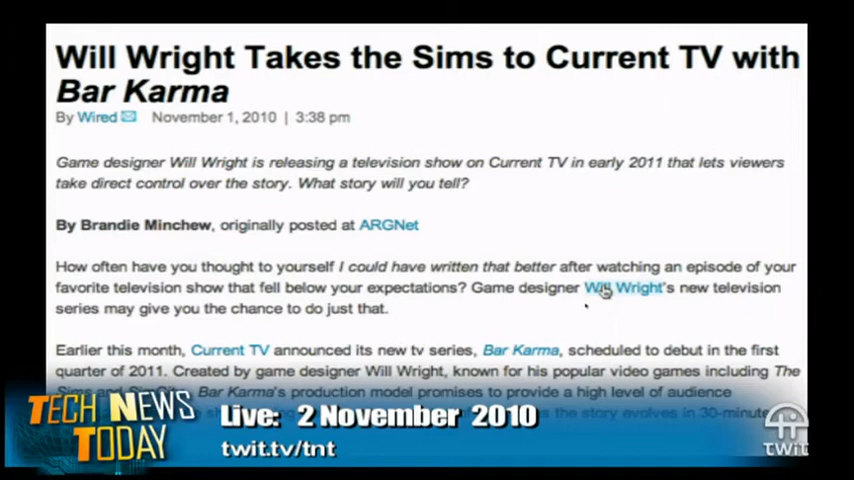 Will Wright Takes the Sims to Current TV with
Bar Karma
By Wired November 1, 2010 | 3:38 pm
Game designer Will Wright is releasing a television show on Current TV in early 2011 that lets viewers
take direct control over the story. What story will you tell?
By Brandie Minchew, originally posted at ARGNet
How often have you thought to yourself I could have written that better after watching an episode of your
favorite television show that fell below your expectations? Game designer Will Wright's new television
series may give you the chance to do just that.
Earlier this month, Current TV announced its new tv series, Bar Karma, scheduled to debut in the first
quarter of 2011. Created by game designer Will Wright, known for his popular video games including The
Sims and SimCity, Bar Karma's production model promises to provide a high level of audience
the story evolves in 30-minute
TECH NEWS
TODAY
Live: 2 November 2010
twit.tv/tnt
TWiT